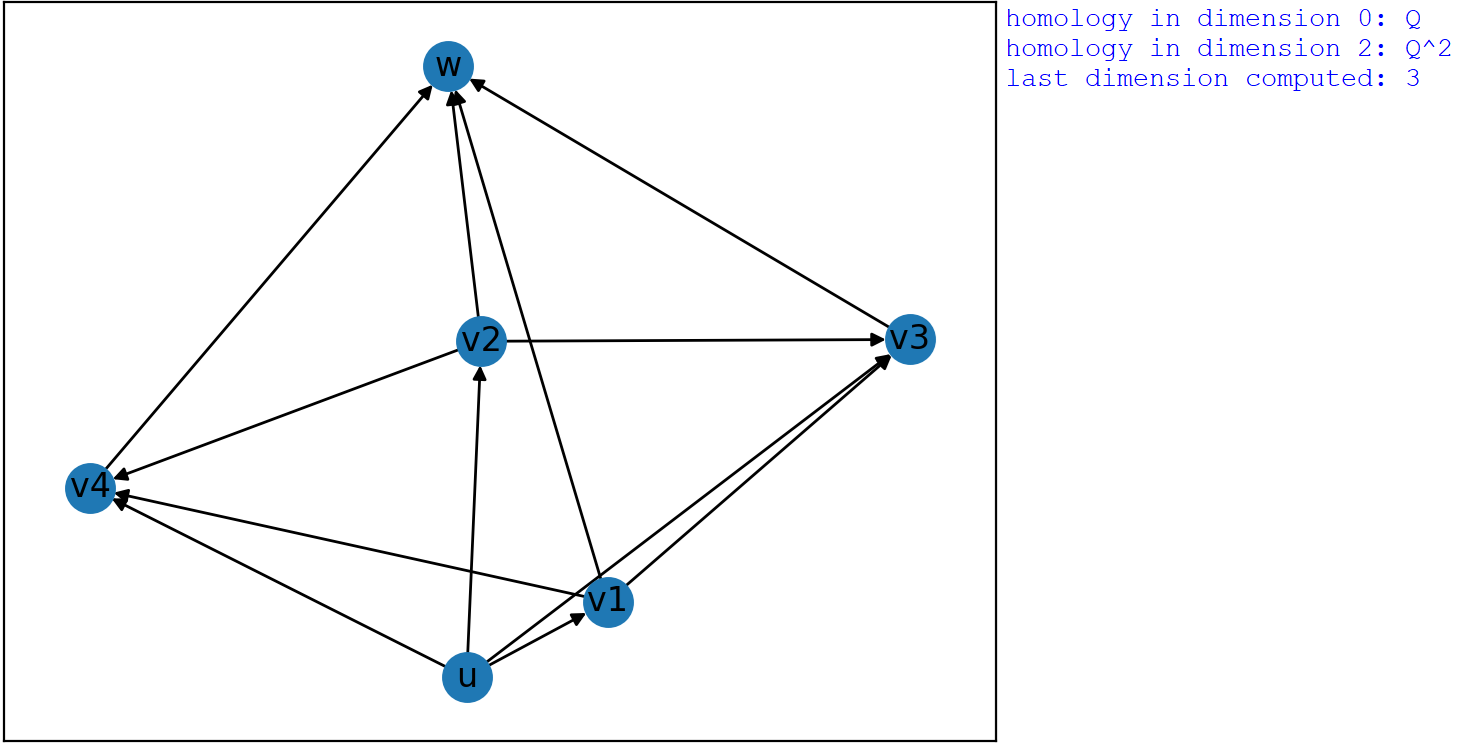 homology in dimension 0: Q
homology in dimension 2: Q^2
last dimension computed: 3
w
v2
v3
v4
v1
u